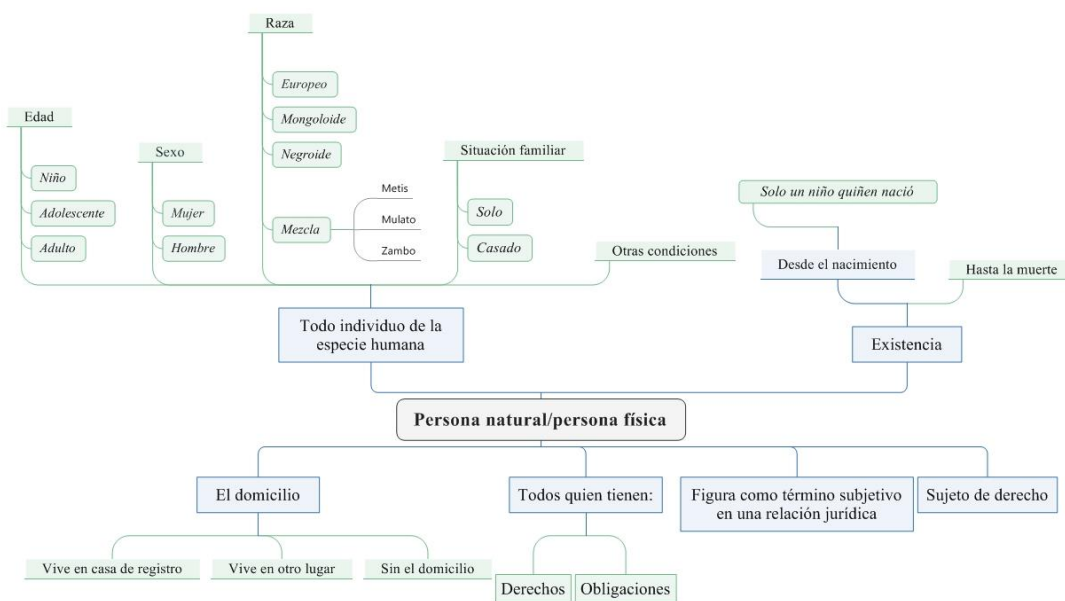 Raza
Europeo
Mongoloide
Negroide
Mezcla
Metis
Mulato
Zambo
Edad
Niño
Adolescente
Adulto
Sexo
Mujer
Hombre
Situación familiar
Solo
Casado
Otras condiciones
Solo un niño quiñen nació
Desde el nacimiento
Hasta la muerte
Todo individuo de la
especie humana
Existencia
Persona natural/persona física
El domicilio
Todos quien tienen:
Figura como término subjetivo
en una relación jurídica
Sujeto de derecho
Vive en casa de registro
Vive en otro lugar
Sin el domicilio
Derechos
Obligaciones